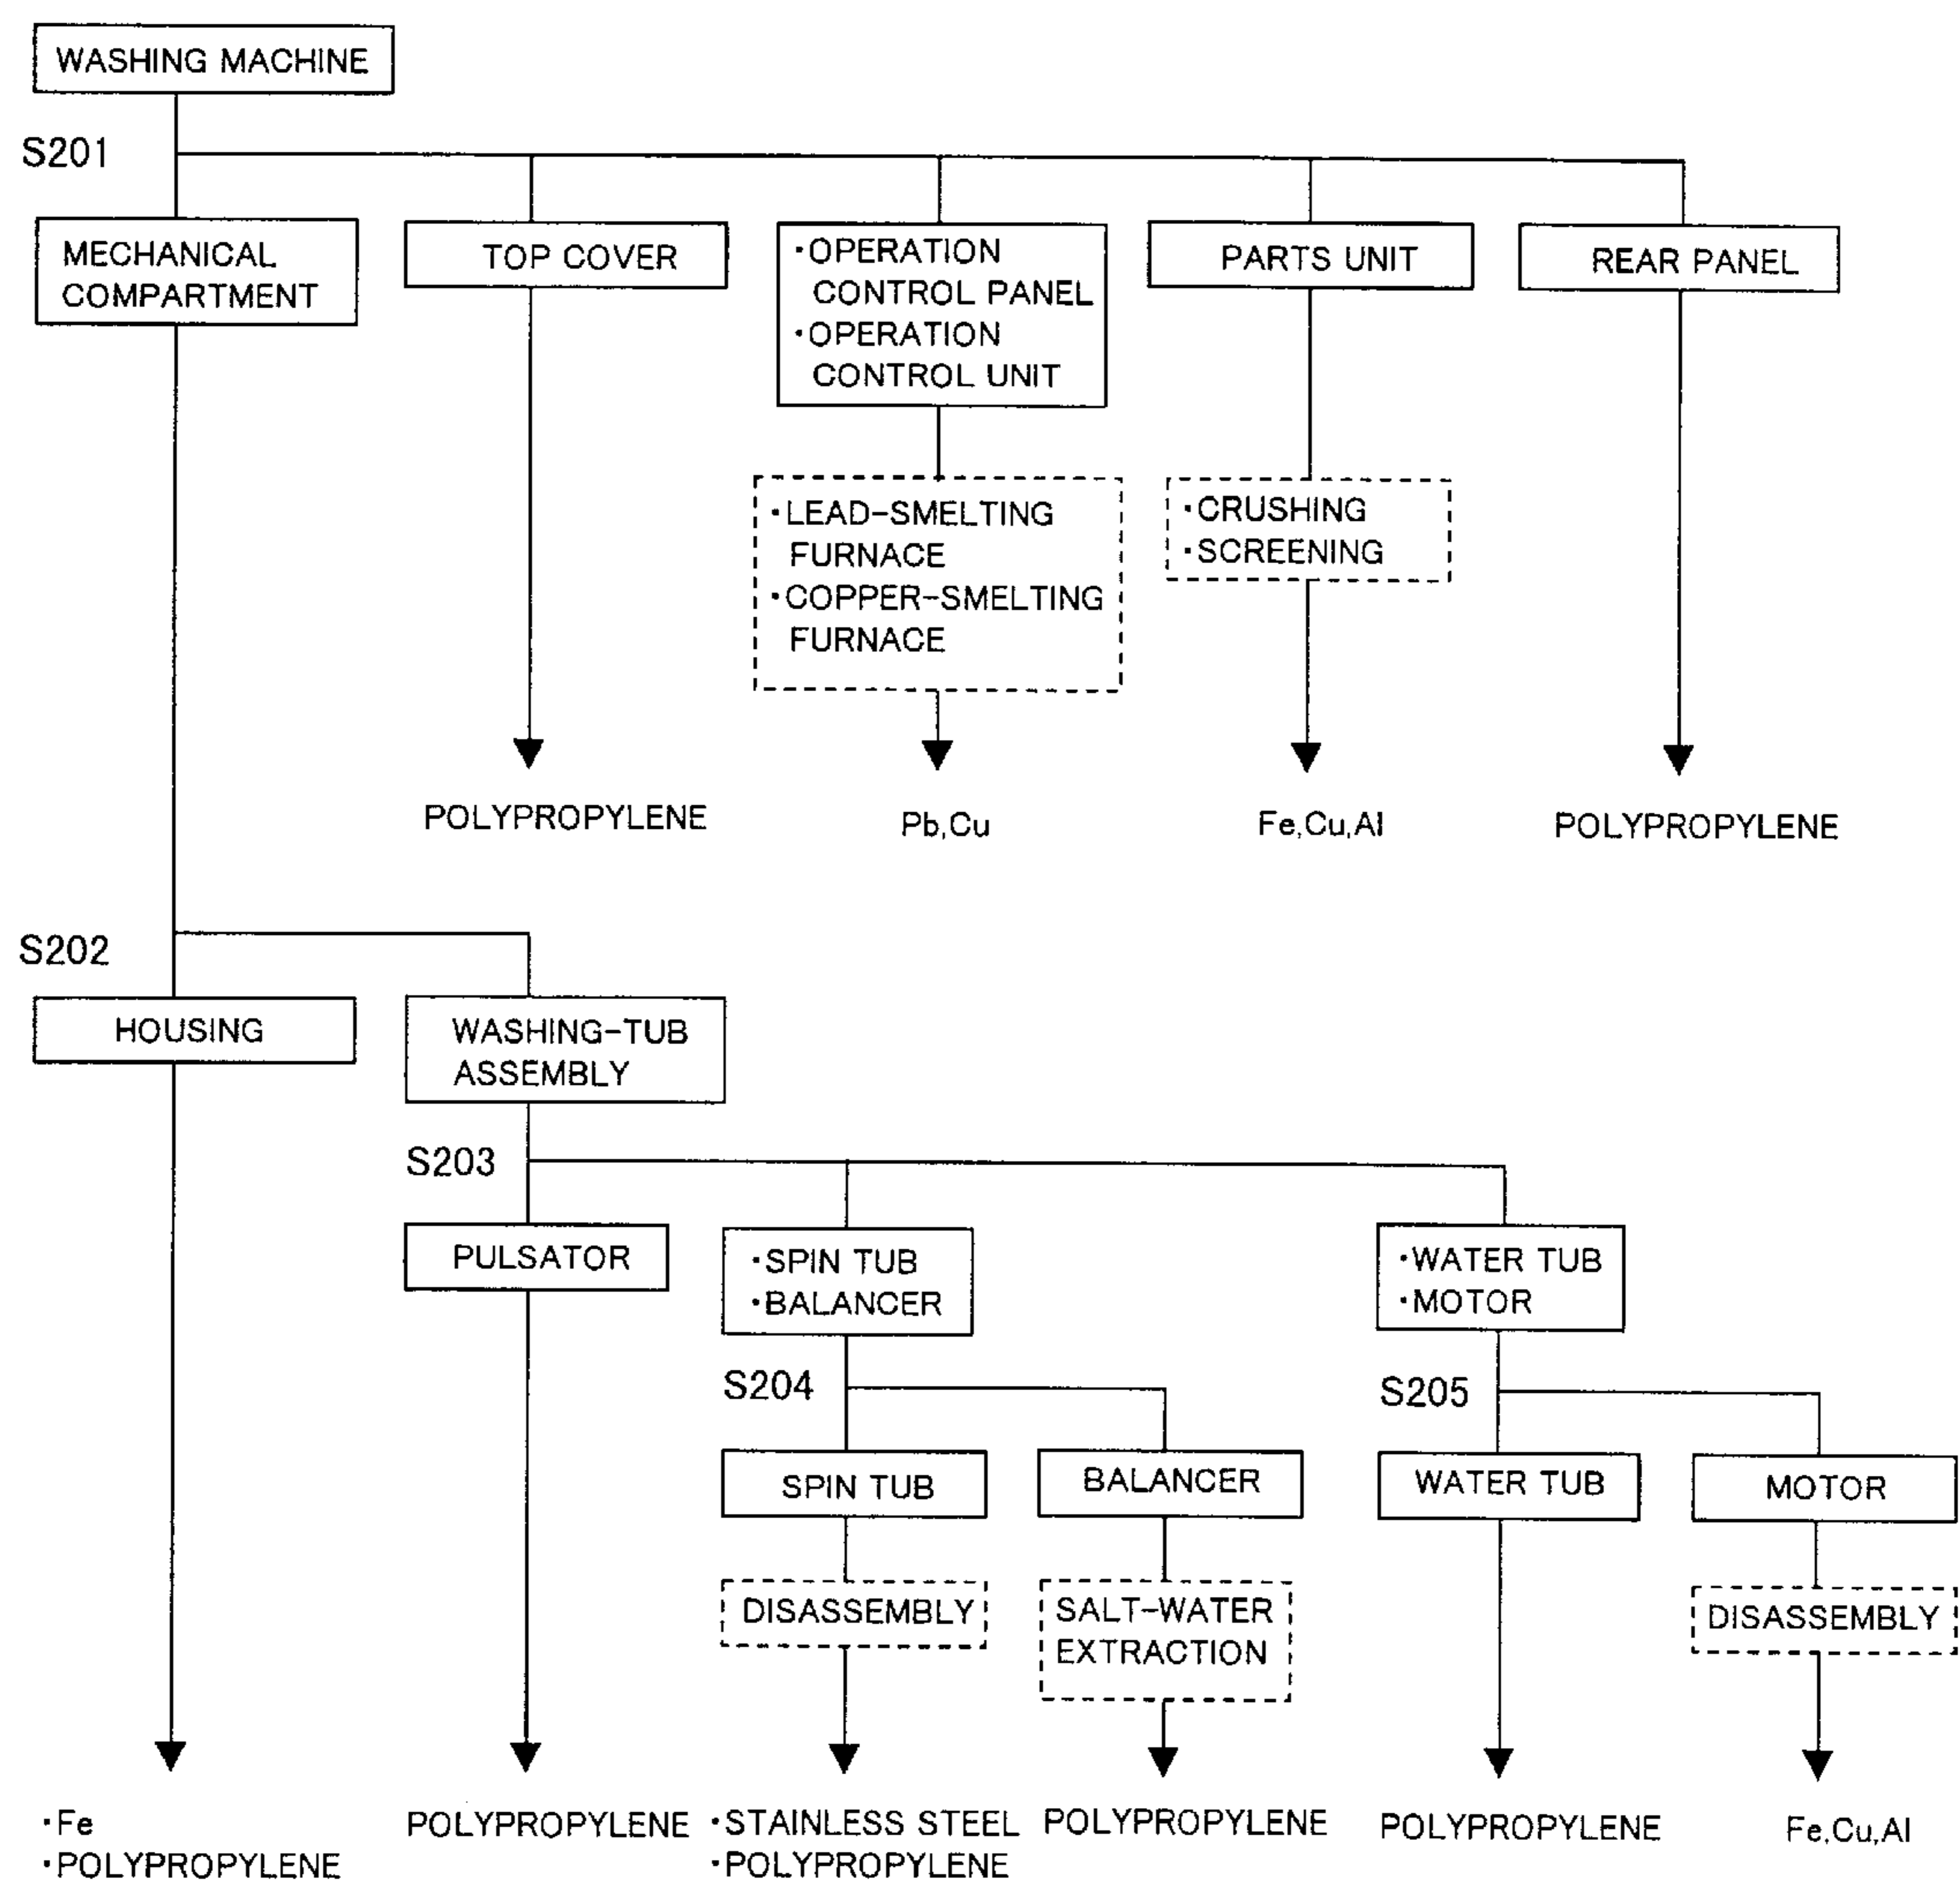 WASHING MACHINE
S201
MECHANICAL
COMPARTMENT
TOP COVER
·OPERATION
CONTROL PANEL
·OPERATION
CONTROL UNIT
PARTS UNIT
REAR PANEL
·LEAD-SMELTING
FURNACE
·COPPER-SMELTING
FURNACE
·CRUSHING
·SCREENING
POLYPROPYLENE
Pb,Cu
Fe,Cu,Al
POLYPROPYLENE
S202
HOUSING
WASHING-TUB
ASSEMBLY
S203
PULSATOR
·SPIN TUB
·BALANCER
·WATER TUB
·MOTOR
S204
S205
SPIN TUB
BALANCER
WATER TUB
MOTOR
DISASSEMBLY
SALT-WATER
EXTRACTION
DISASSEMBLY
·Fe
·POLYPROPYLENE
POLYPROPYLENE
·STAINLESS STEEL
·POLYPROPYLENE
POLYPROPYLENE
POLYPROPYLENE
Fe,Cu,Al